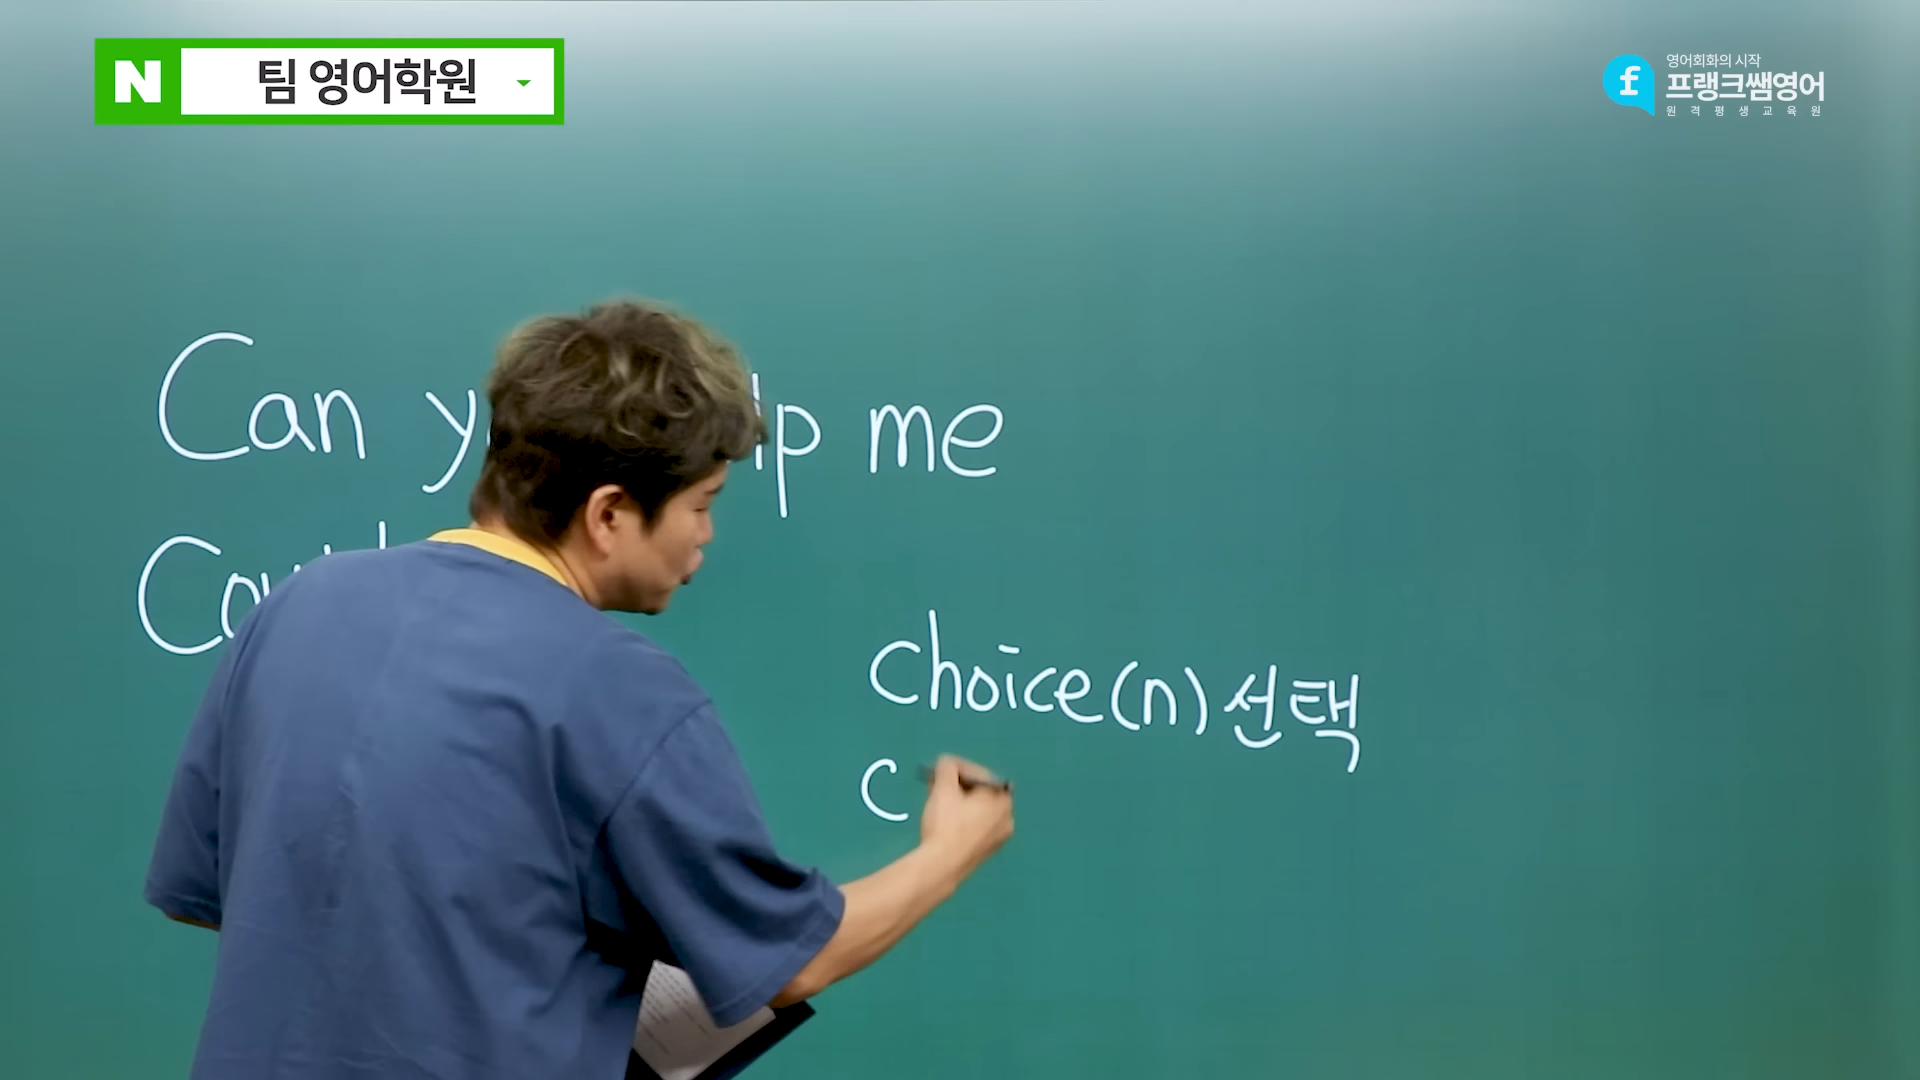 N 팀 영어학원
영어회화의 시작
f 프랭크쌤영어
원격평생교육원
Can me
choice(n) 선택
C